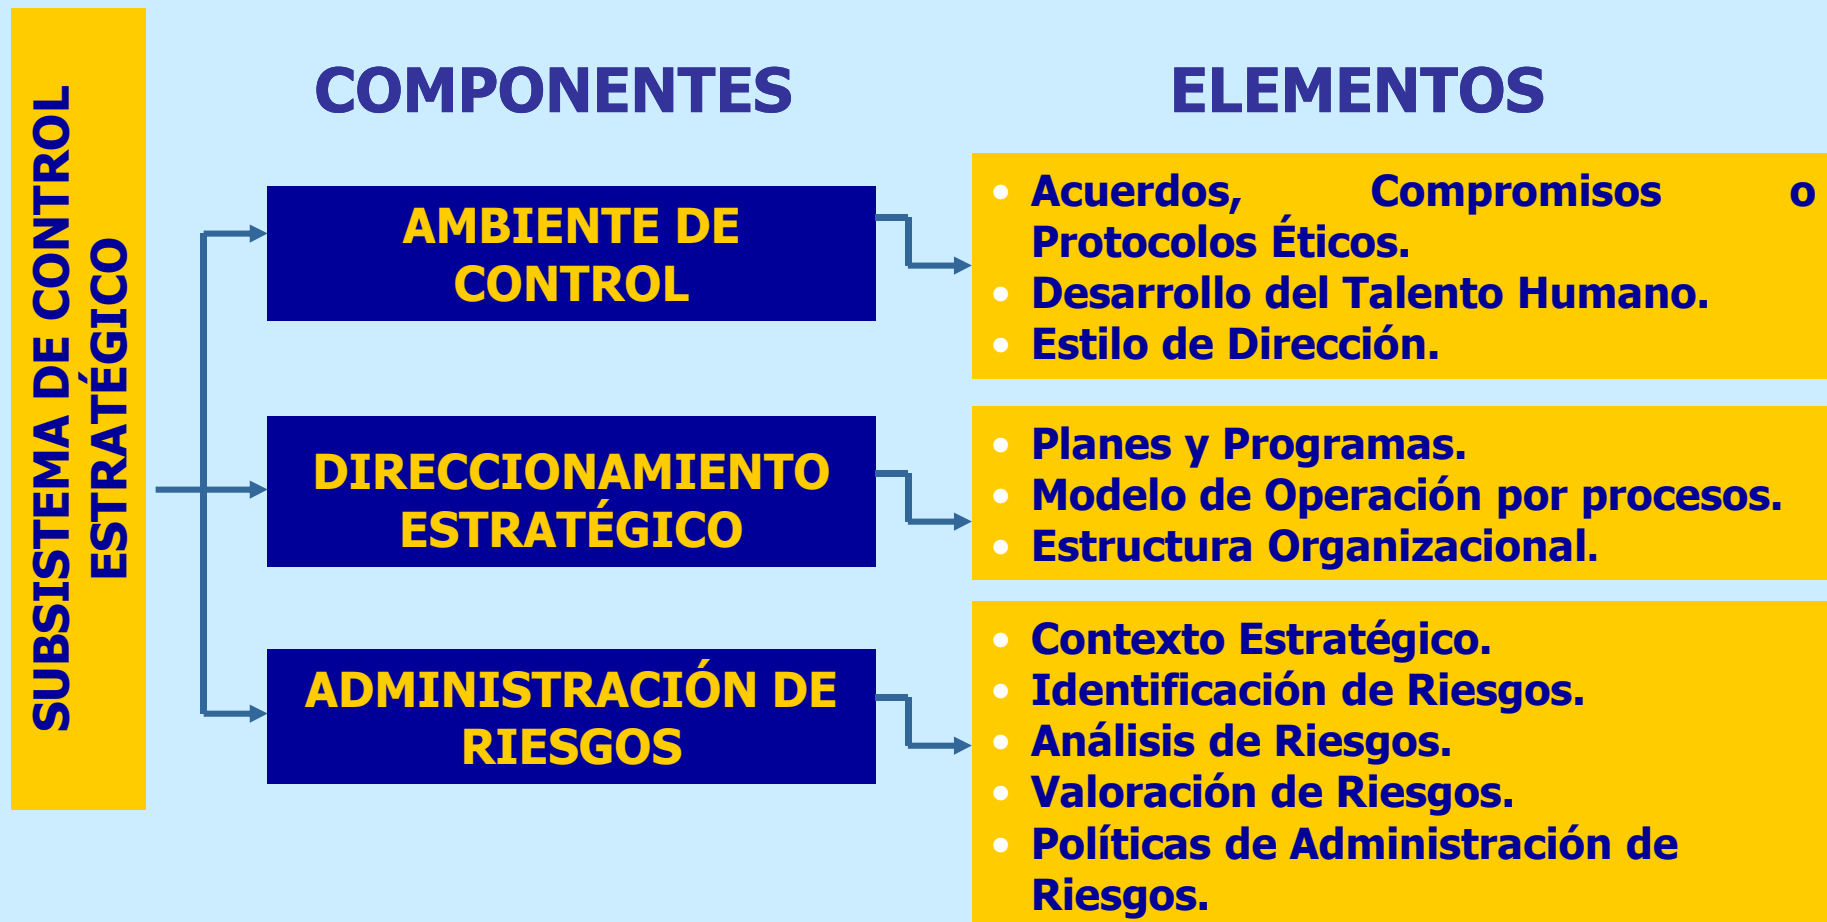 SUBSISTEMA DE CONTROL
ESTRATÉGICO
COMPONENTES
ELEMENTOS
AMBIENTE DE
CONTROL
• Acuerdos, Compromisos o
Protocolos Éticos.
• Desarrollo del Talento Humano.
• Estilo de Dirección.
DIRECCIONAMIENTO
ESTRATÉGICO
• Planes y Programas.
• Modelo de Operación por procesos.
• Estructura Organizacional.
ADMINISTRACIÓN DE
RIESGOS
• Contexto Estratégico.
• Identificación de Riesgos.
• Análisis de Riesgos.
• Valoración de Riesgos.
• Políticas de Administración de
Riesgos.